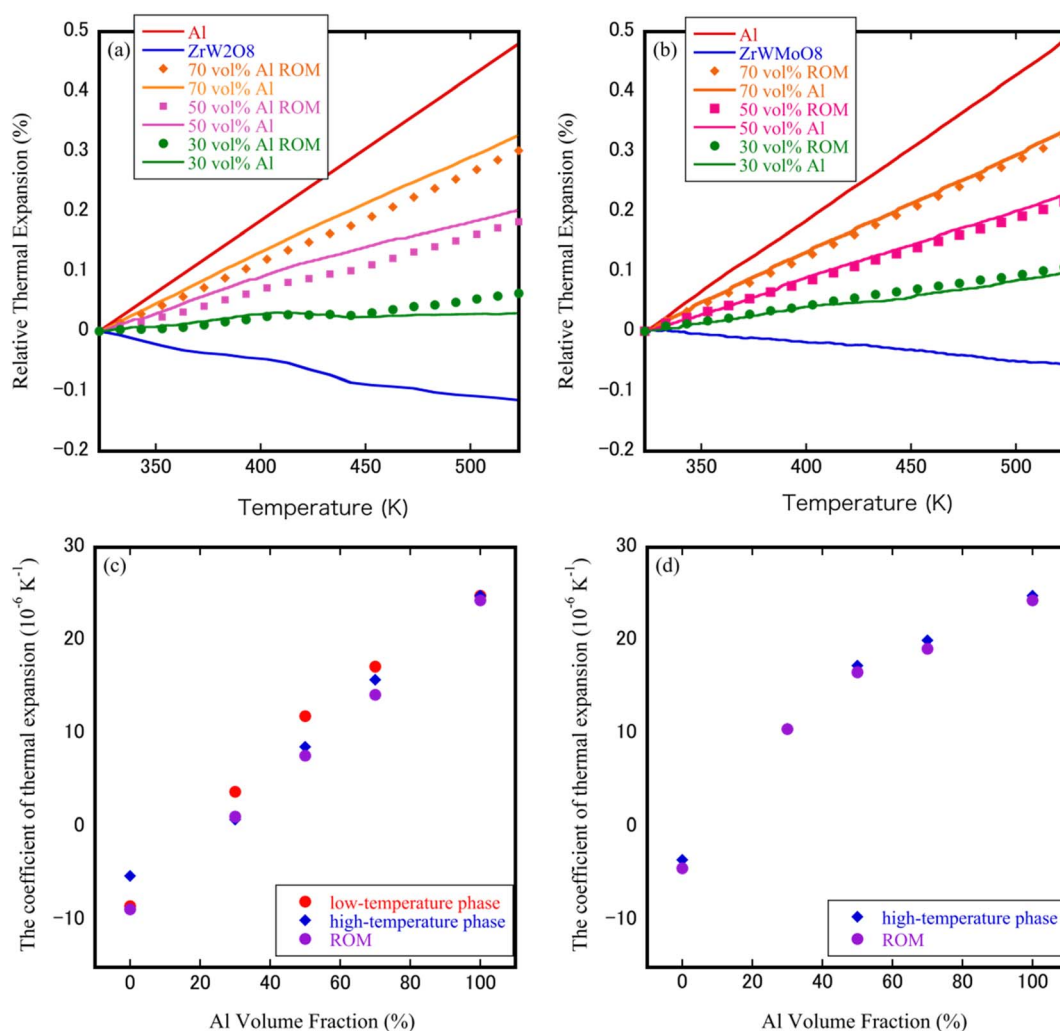 (a)
Al
ZrW2O8
70 vol% Al ROM
70 vol% Al
50 vol% Al ROM
50 vol% Al
30 vol% Al ROM
30 vol% Al
0.5
0.4
0.3
0.2
0.1
0
−0.1
−0.2
Relative Thermal Expansion (%)
350
400
450
500
Temperature (K)
(b)
Al
ZrWMoO8
70 vol% ROM
70 vol% Al
50 vol% ROM
50 vol% Al
30 vol% ROM
30 vol% Al
0.5
0.4
0.3
0.2
0.1
0
−0.1
−0.2
Relative Thermal Expansion (%)
350
400
450
500
Temperature (K)
(c)
30
20
10
0
−10
The coefficient of thermal expansion (10⁻⁶ K⁻¹)
low-temperature phase
high-temperature phase
ROM
0
20
40
60
80
100
Al Volume Fraction (%)
(d)
30
20
10
0
−10
The coefficient of thermal expansion (10⁻⁶ K⁻¹)
high-temperature phase
ROM
0
20
40
60
80
100
Al Volume Fraction (%)